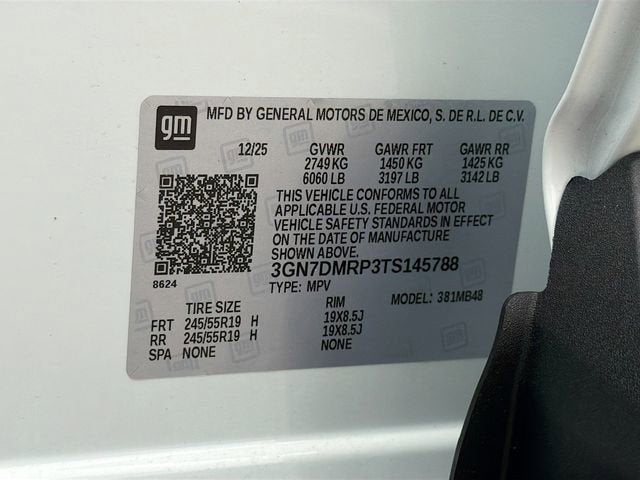 gm
MFD BY GENERAL MOTORS DE MEXICO, S. DE R.L. DE C.V.
12/25 GVWR GAWR FRT GAWR RR
2749 KG 1450 KG 1425 KG
6060 LB 3197 LB 3142 LB
THIS VEHICLE CONFORMS TO ALL
APPLICABLE U.S. FEDERAL MOTOR
VEHICLE SAFETY STANDARDS IN EFFECT
ON THE DATE OF MANUFACTURE
SHOWN ABOVE.
3GN7DMRP3TS145788
8624
TYPE: MPV MODEL: 381MB48
TIRE SIZE RIM
FRT 245/55R19 H 19X8.5J
RR 245/55R19 H 19X8.5J
SPA NONE NONE